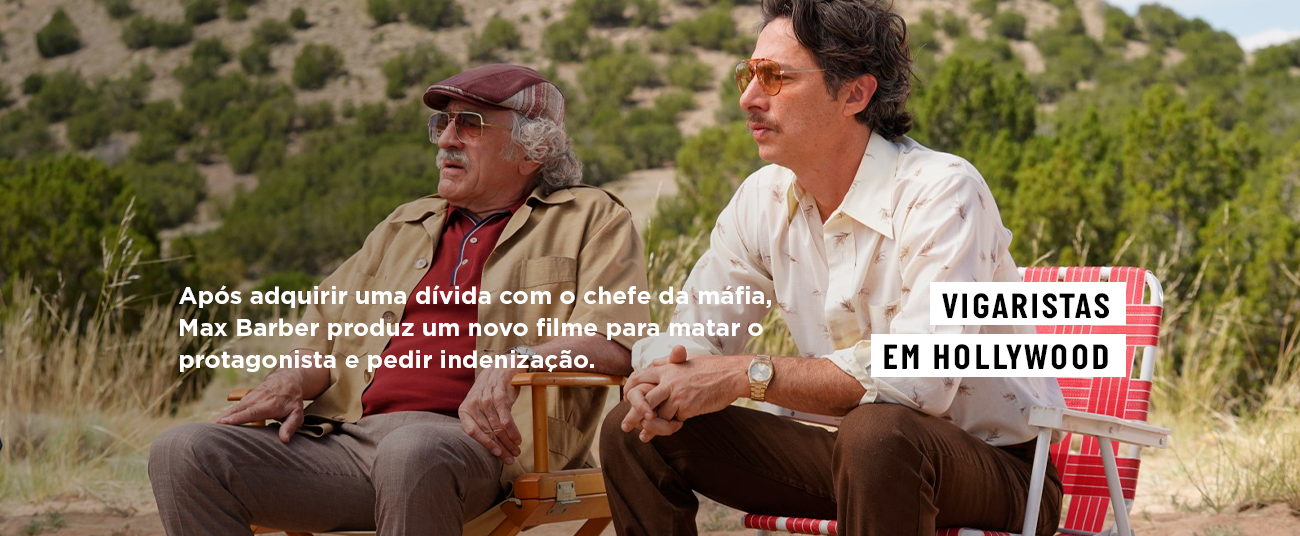 Após adquirir uma dívida com o chefe da máfia,
Max Barber produz um novo filme para matar o
protagonista e pedir indenização.
VIGARISTAS
EM HOLLYWOOD